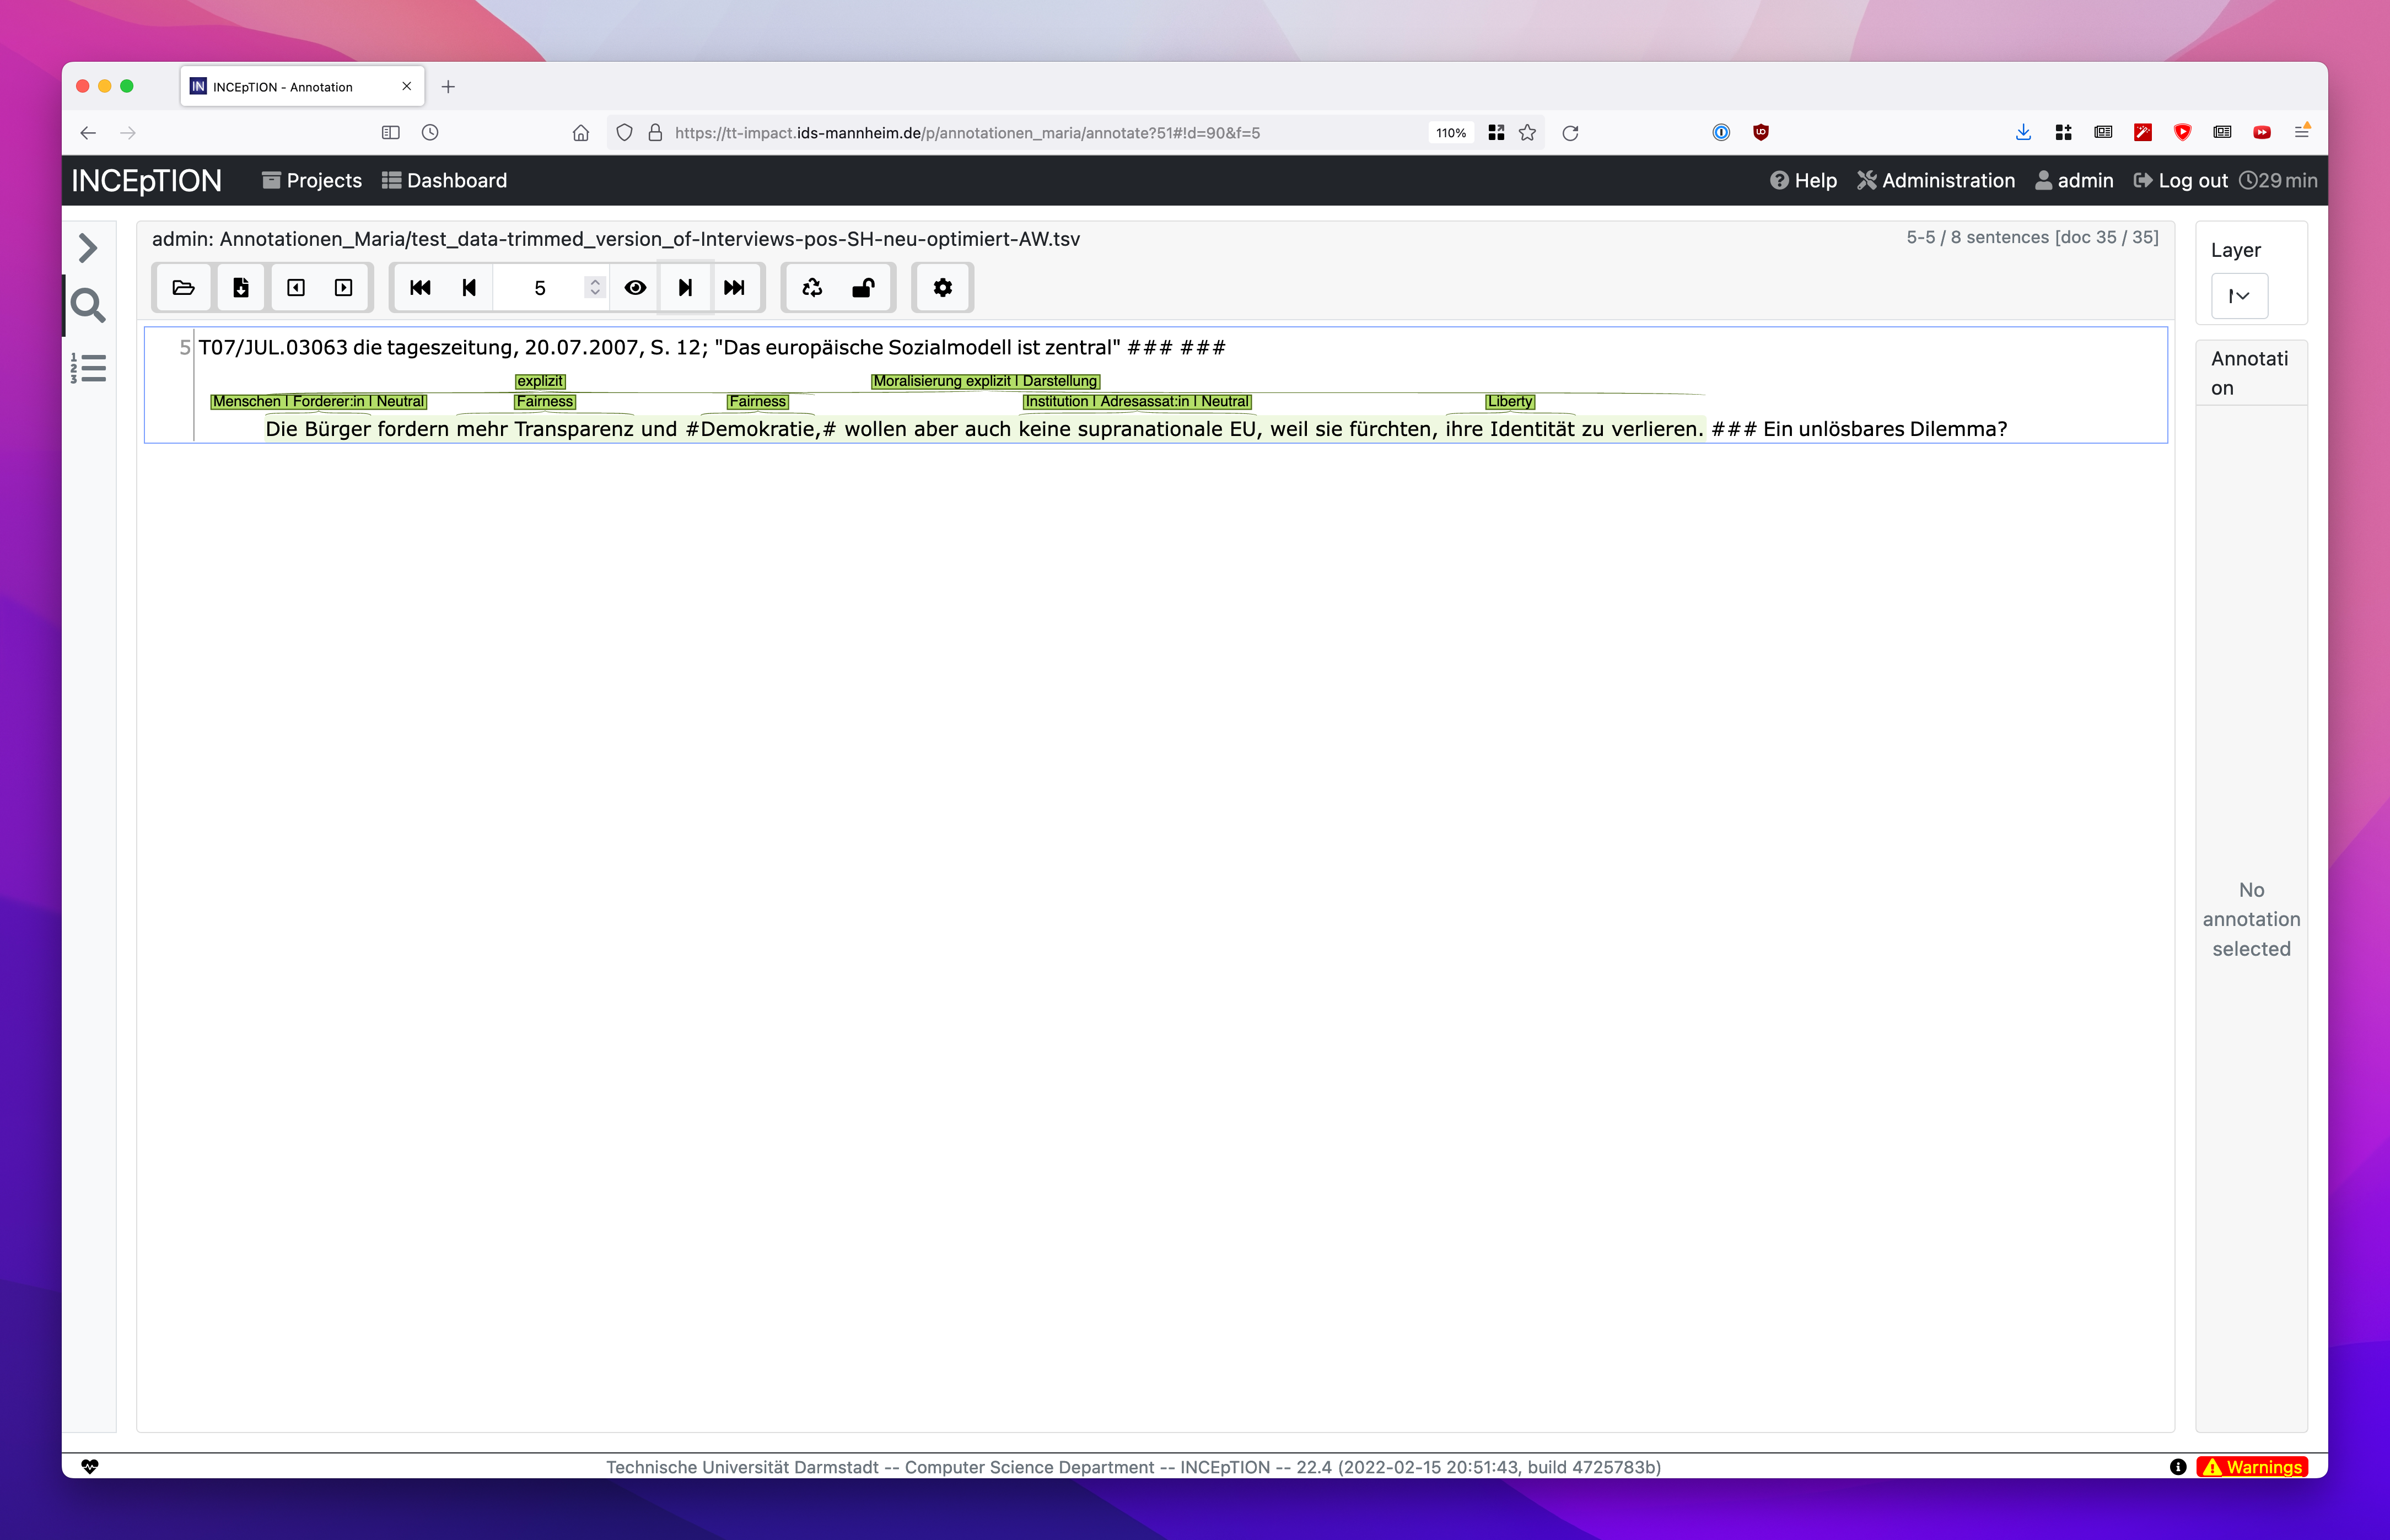 IN INCEpTION - Annotation
https://tt-impact.ids-mannheim.de/p/annotationen_maria/annotate?51#!d=90&f=5 110%
INCEpTION Projects Dashboard Help Administration admin Log out 29 min
admin: Annotationen_Maria/test_data-trimmed_version_of-Interviews-pos-SH-neu-optimiert-AW.tsv 5-5 / 8 sentences [doc 35 / 35]
5
Layer
5 T07/JUL.03063 die tageszeitung, 20.07.2007, S. 12; "Das europäische Sozialmodell ist zentral" ### ###
explizit Moralisierung explizit | Darstellung
Menschen | Forderer:in | Neutral Fairness Fairness Institution | Adresassat:in | Neutral Liberty
Die Bürger fordern mehr Transparenz und #Demokratie,# wollen aber auch keine supranationale EU, weil sie fürchten, ihre Identität zu verlieren. ### Ein unlösbares Dilemma?
Annotati
on
No
annotation
selected
Technische Universität Darmstadt -- Computer Science Department -- INCEpTION -- 22.4 (2022-02-15 20:51:43, build 4725783b)
Warnings